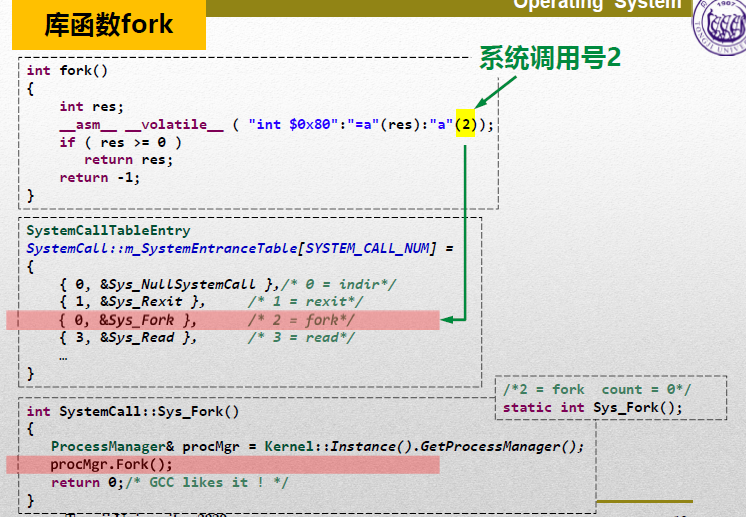 Operating System
库函数fork
系统调用号2
int fork()
{
int res;
__asm__ __volatile__ ( "int $0x80":"=a"(res):"a"(2));
if ( res >= 0 )
return res;
return -1;
}
SystemCallTableEntry
SystemCall::m_SystemEntranceTable[SYSTEM_CALL_NUM] =
{
{ 0, &Sys_NullSystemCall },/* 0 = indir*/
{ 1, &Sys_Rexit }, /* 1 = rexit*/
{ 0, &Sys_Fork }, /* 2 = fork*/
{ 3, &Sys_Read }, /* 3 = read*/
…
}
/*2 = fork count = 0*/
static int Sys_Fork();
int SystemCall::Sys_Fork()
{
ProcessManager& procMgr = Kernel::Instance().GetProcessManager();
procMgr.Fork();
return 0;/* GCC likes it ! */
}